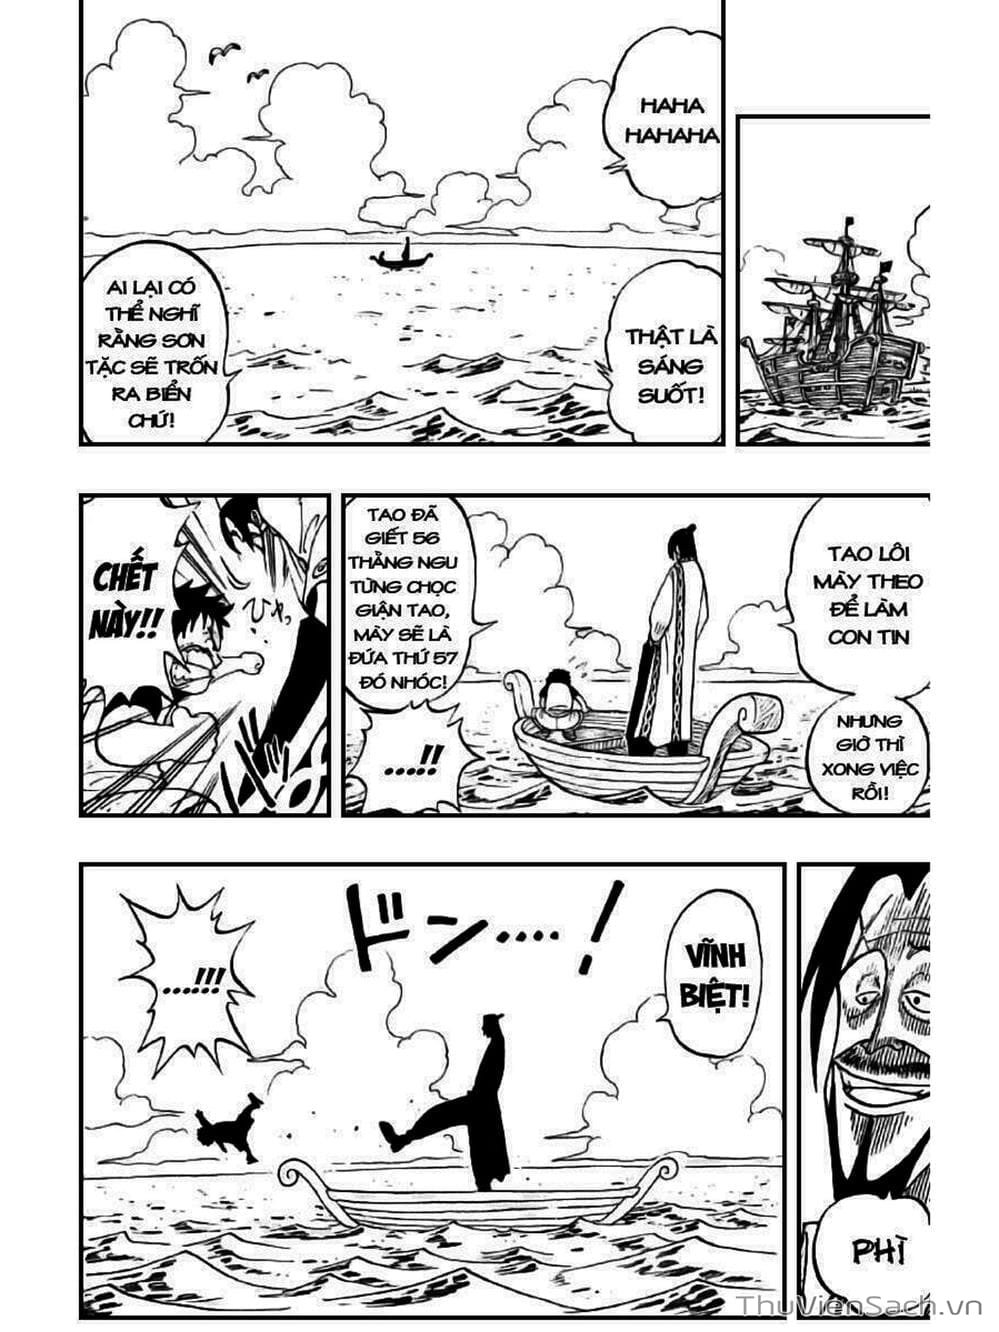 HAHA
HAHAHA
THẬT LÀ
SÁNG
SUỐT!
AI LẠI CÓ
THỂ NGHĨ
RẰNG SƠN
TẶC SẼ TRỐN
RA BIỂN
CHỨ!
TAO LÔI
MÀY THEO
ĐỂ LÀM
CON TIN
NHƯNG
GIỜ THÌ
XONG VIỆC
RỒI!
TAO ĐÃ
GIẾT 56
THẰNG NGU
TỪNG CHỌC
GIẬN TAO,
MÀY SẼ LÀ
ĐỨA THỨ 57
ĐÓ NHÓC!
....!!
CHẾT
NÀY!!
PHÌ
VĨNH
BIỆT!
ドン....!
....!!!
ThuVienSach.vn